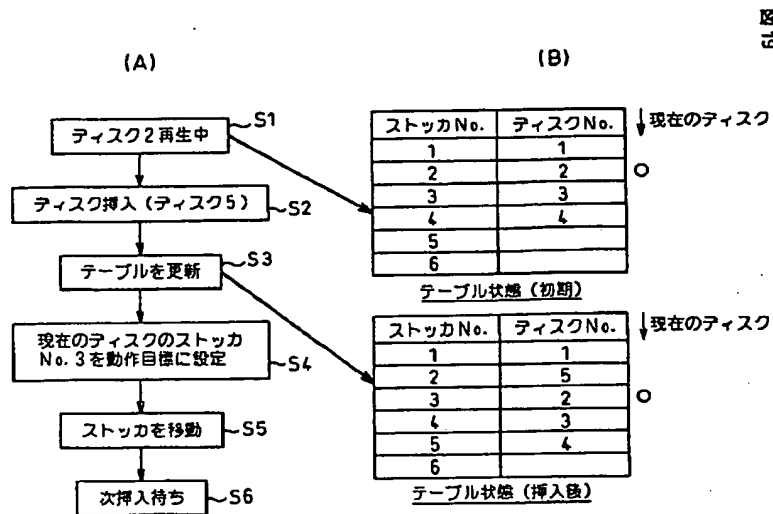 図19
(A)
ディスク2再生中
S1
ディスク挿入(ディスク5)
S2
テーブルを更新
S3
現在のディスクのストッカ
No.3を動作目標に設定
S4
ストッカを移動
S5
次挿入待ち
S6
(B)
ストッカNo. ディスクNo.
↓現在のディスク
1 1
2 2 ○
3 3
4 4
5
6
テーブル状態(初期)
ストッカNo. ディスクNo.
↓現在のディスク
1 1
2 5
3 2 ○
4 3
5 4
6
テーブル状態(挿入後)